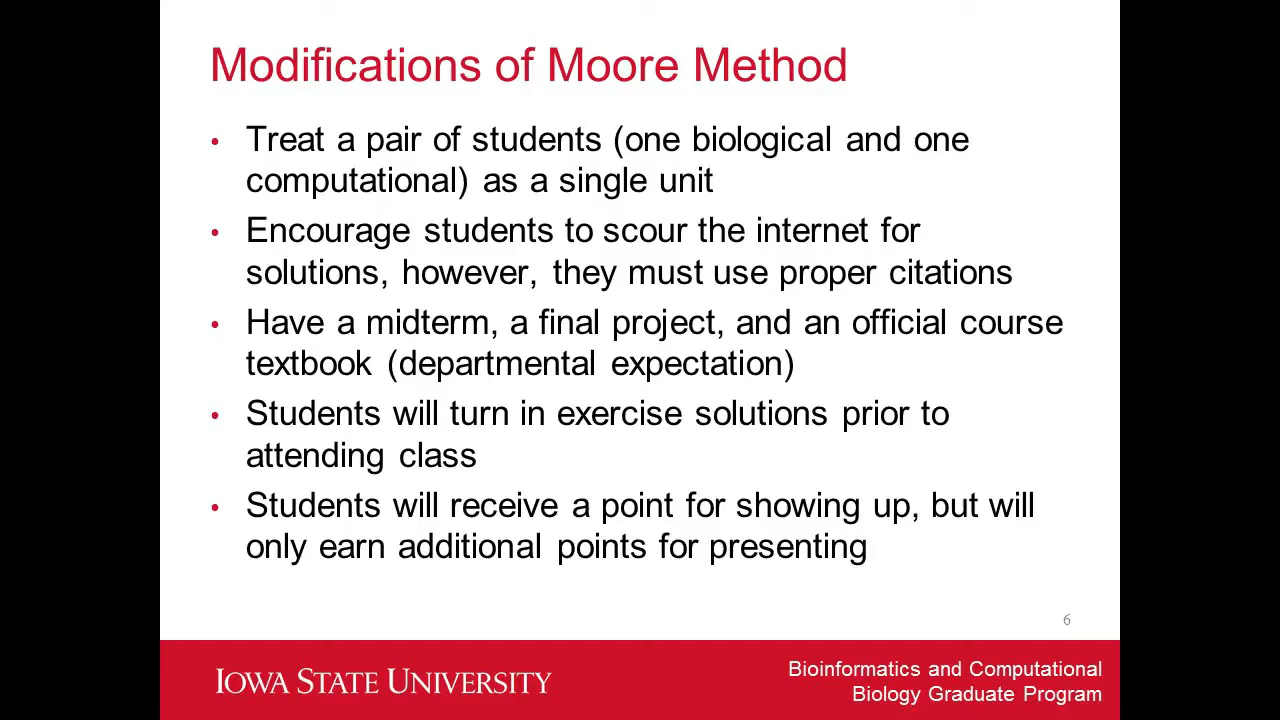 Modifications of Moore Method
• Treat a pair of students (one biological and one
computational) as a single unit
• Encourage students to scour the internet for
solutions, however, they must use proper citations
• Have a midterm, a final project, and an official course
textbook (departmental expectation)
• Students will turn in exercise solutions prior to
attending class
• Students will receive a point for showing up, but will
only earn additional points for presenting
6
IOWA STATE UNIVERSITY
Bioinformatics and Computational
Biology Graduate Program